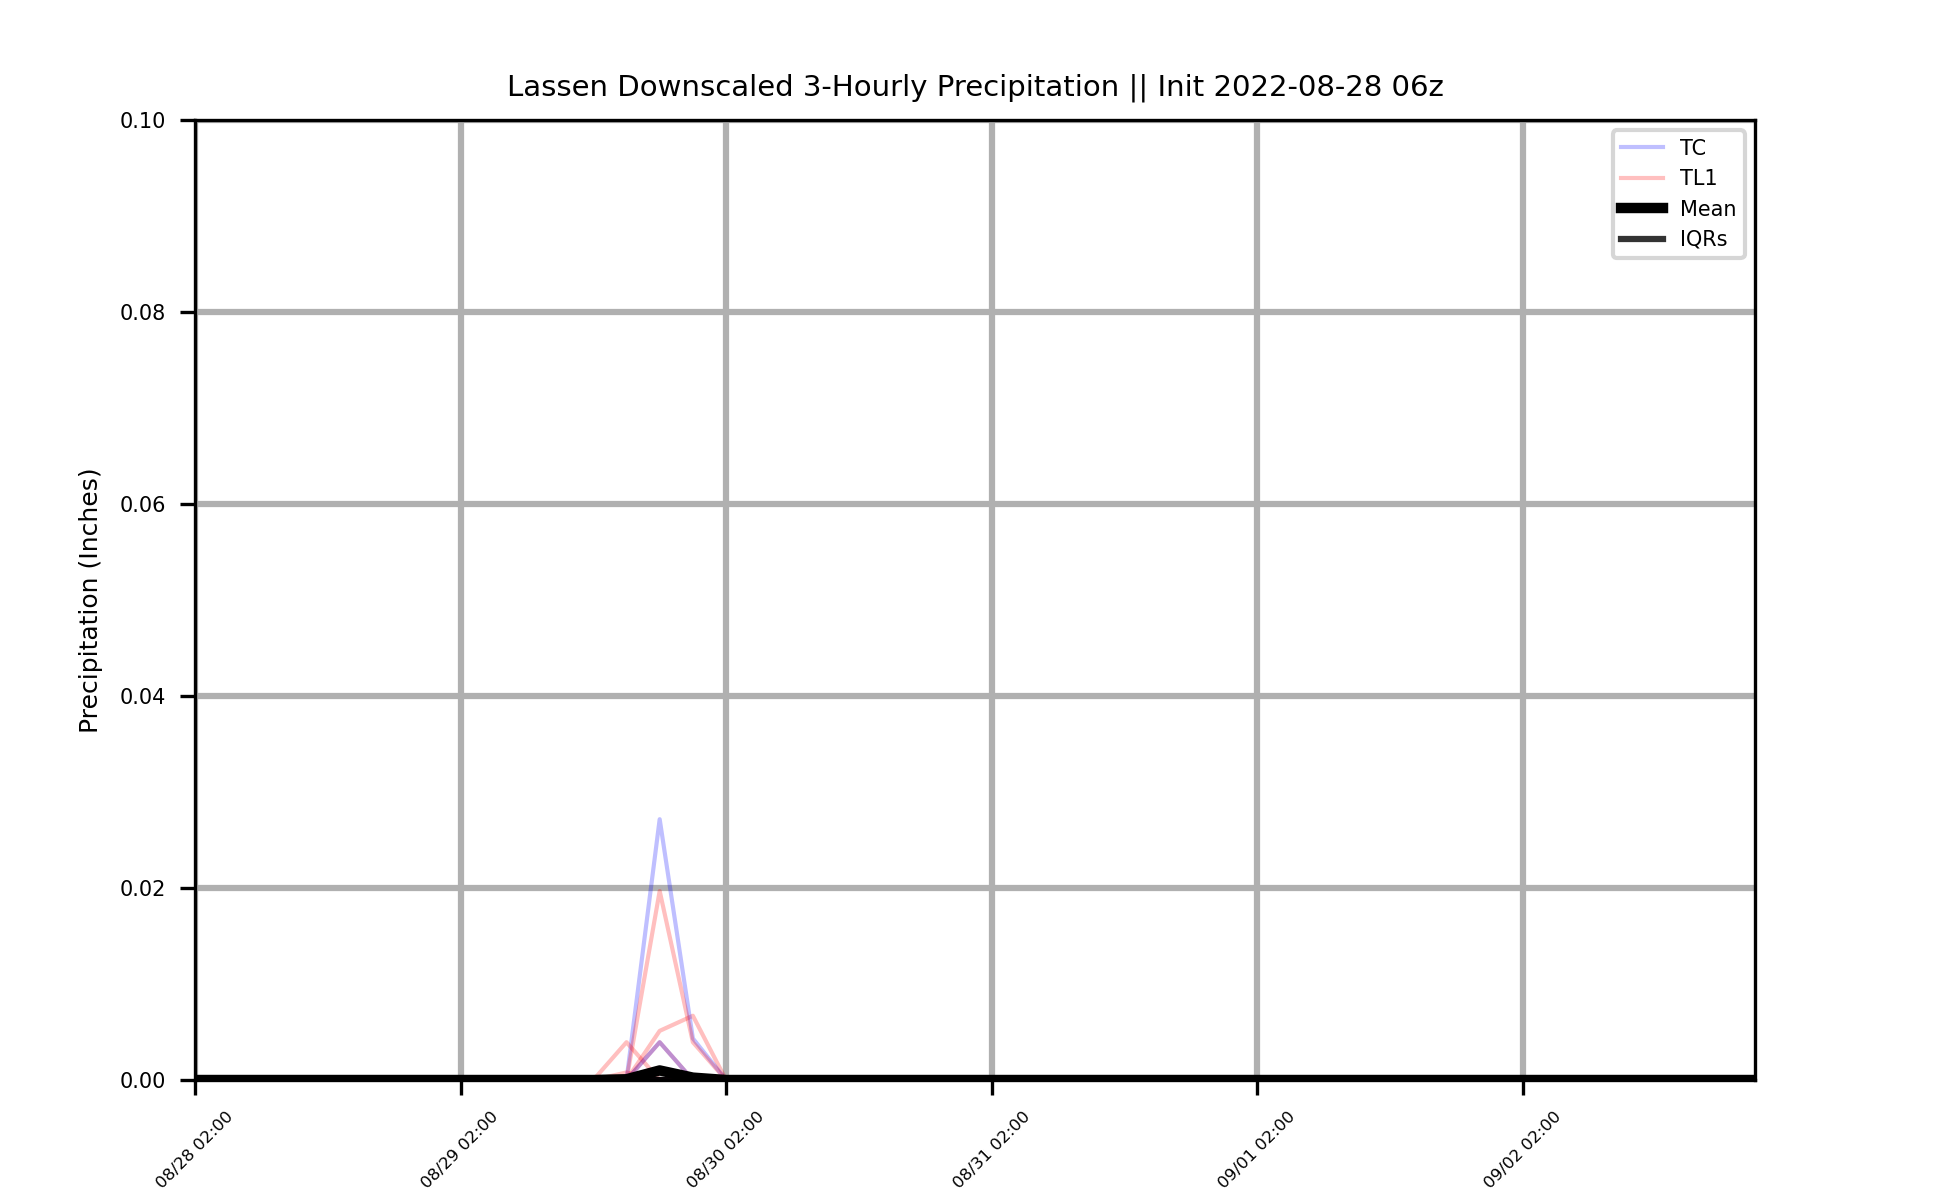 Lassen Downscaled 3-Hourly Precipitation || Init 2022-08-28 06z
TC
TL1
Mean
IQRs
Precipitation (Inches)
0.10
0.08
0.06
0.04
0.02
0.00
08/28 02:00
08/29 02:00
08/30 02:00
08/31 02:00
09/01 02:00
09/02 02:00